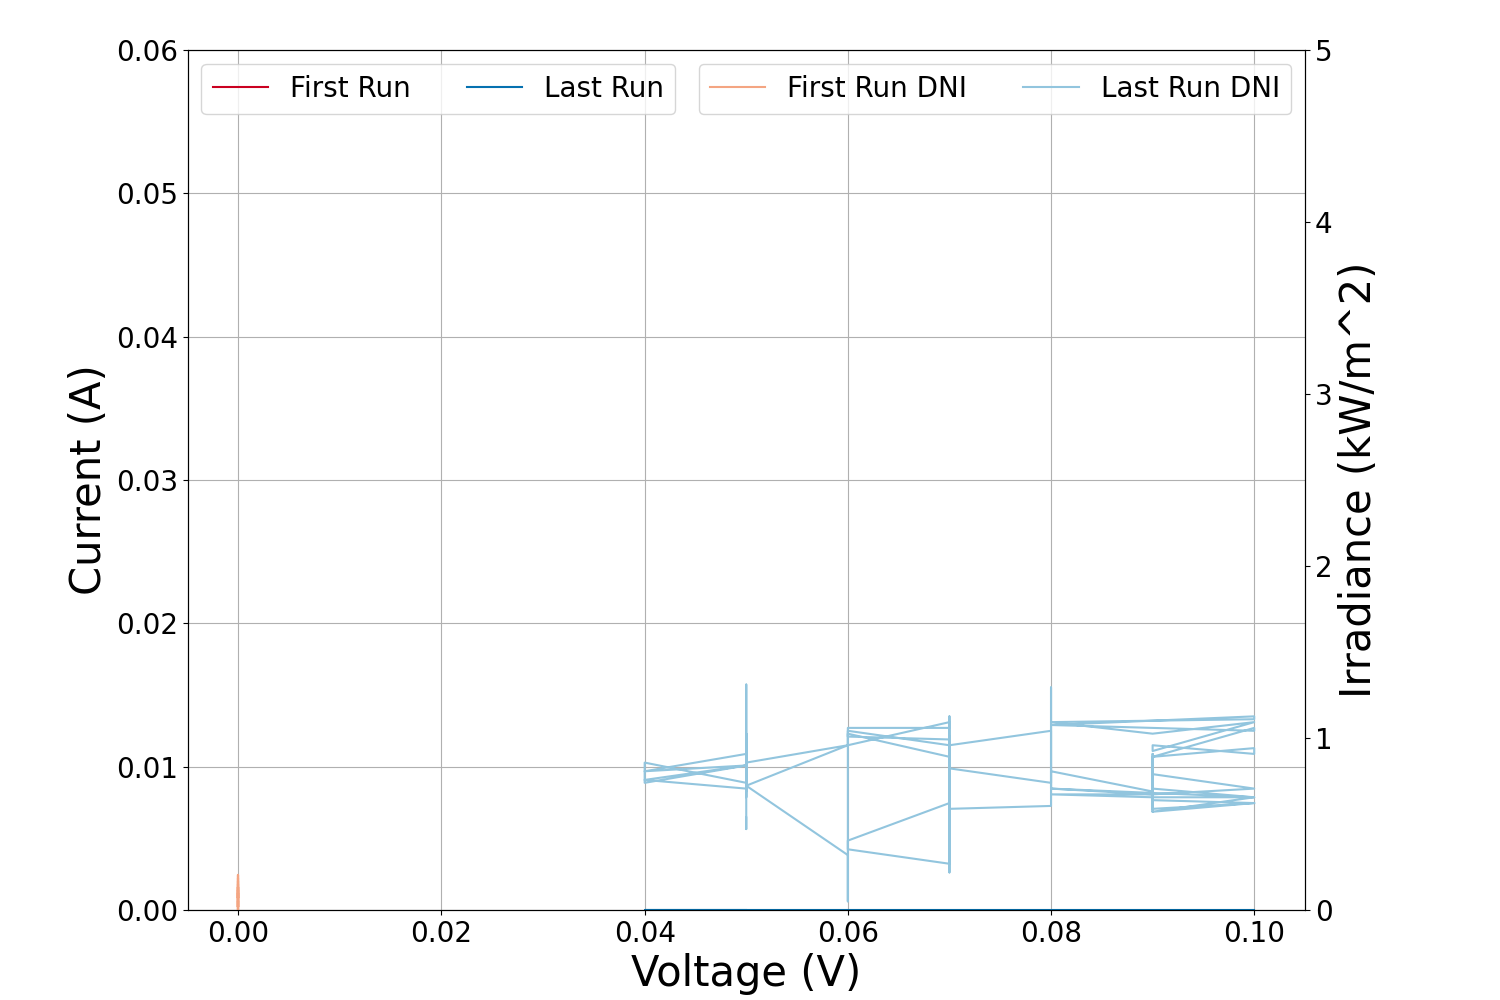 First Run
Last Run
First Run DNI
Last Run DNI
0.06
0.05
0.04
0.03
0.02
0.01
0.00
Current (A)
5
4
3
2
1
0
Irradiance (kW/m^2)
0.00 0.02 0.04 0.06 0.08 0.10
Voltage (V)